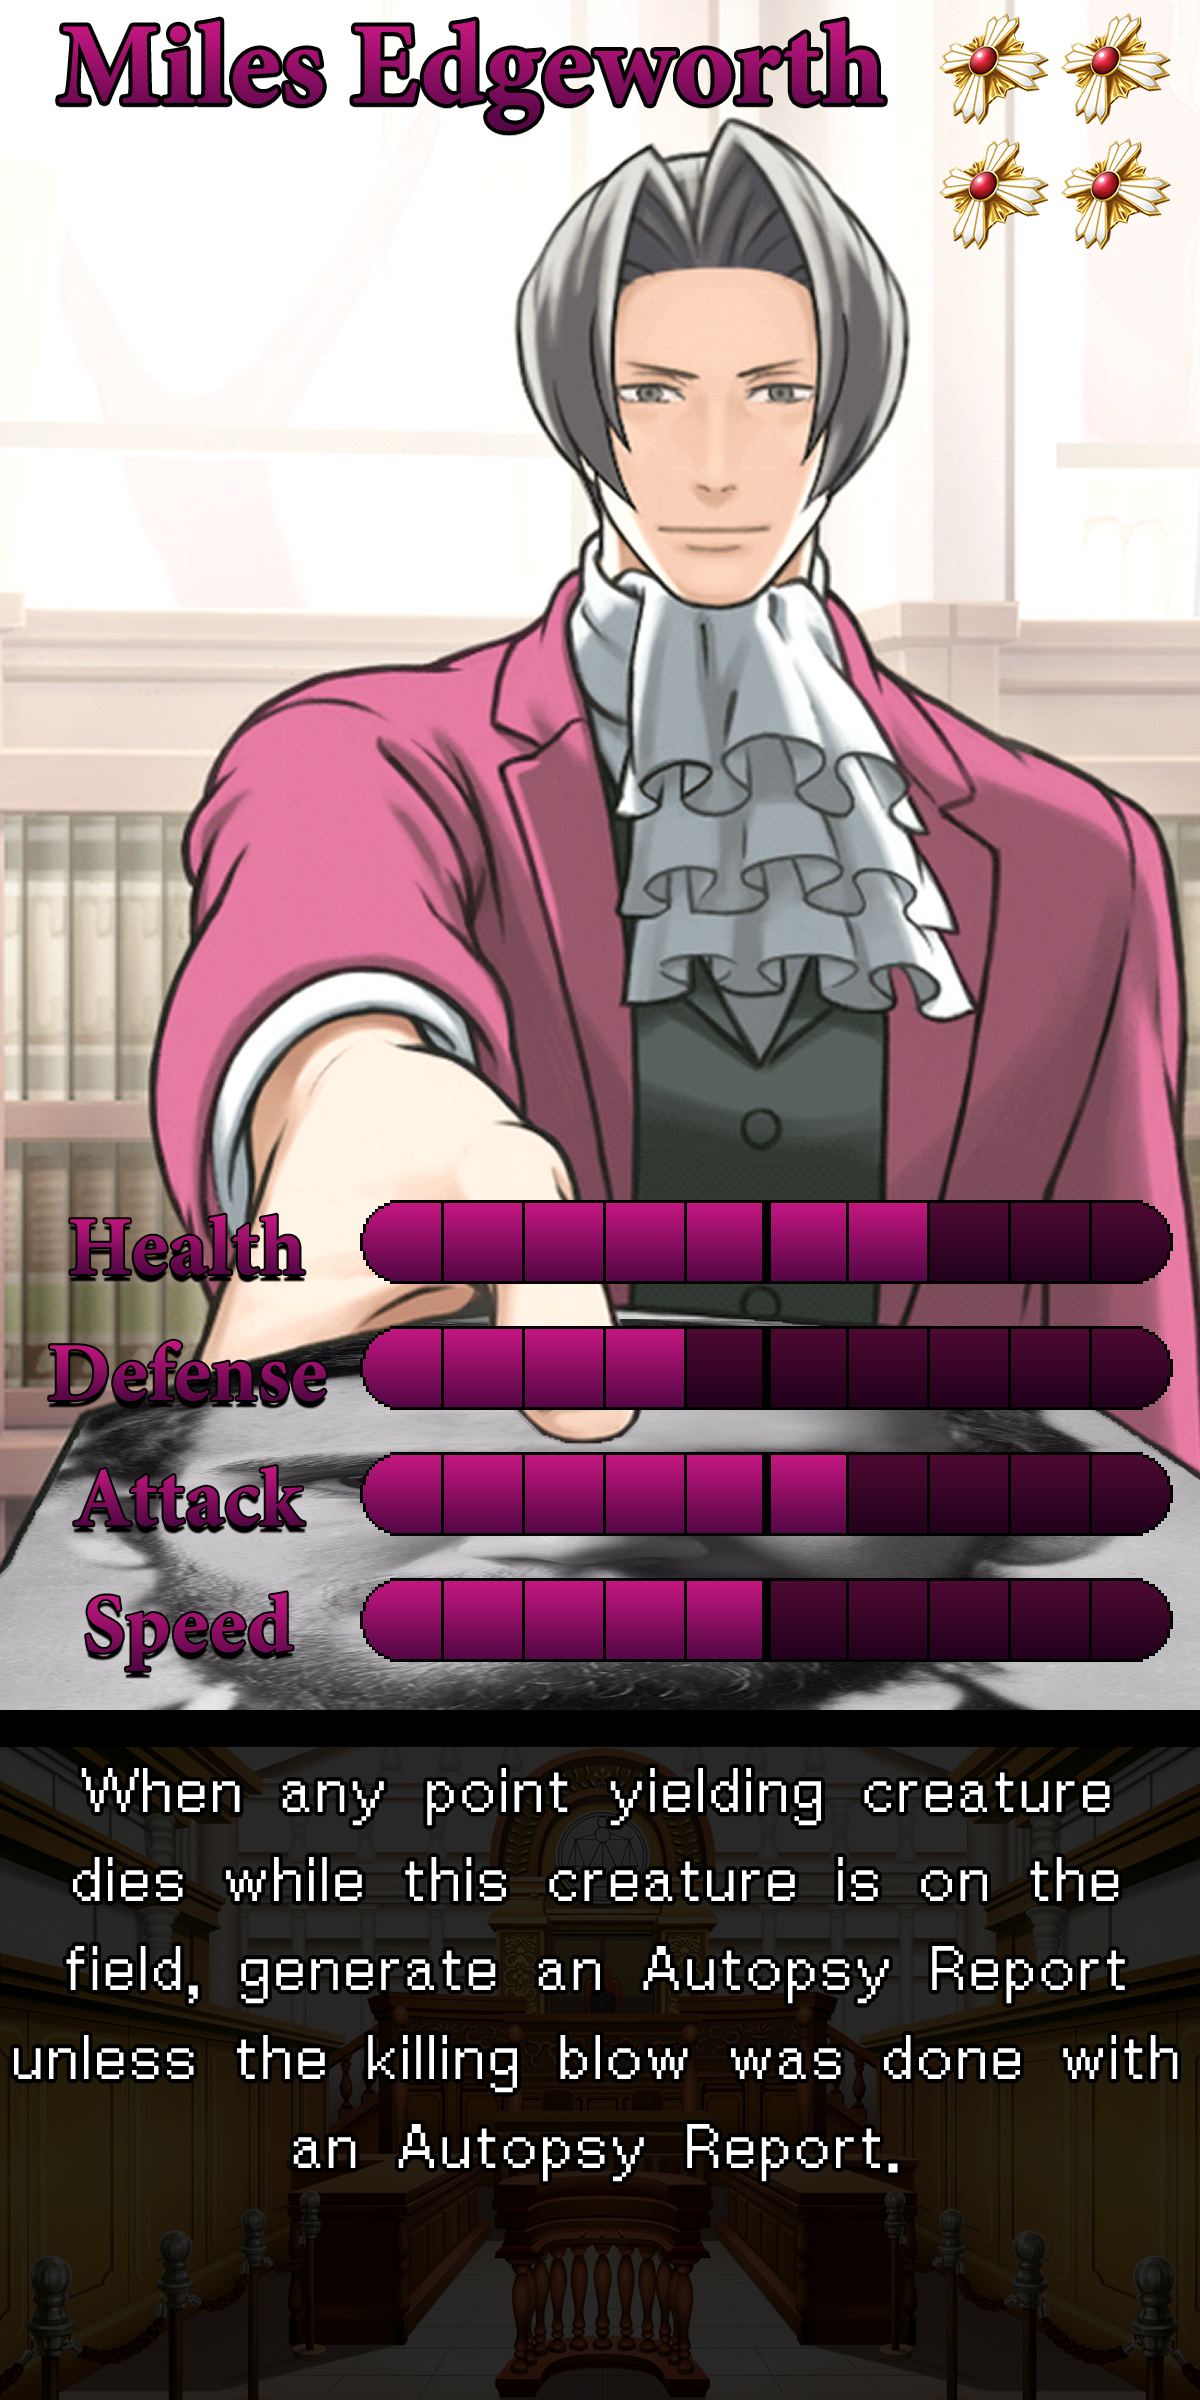 Miles Edgeworth
Health
Defense
Attack
Speed
When any point yielding creature
dies while this creature is on the
field, generate an Autopsy Report
unless the killing blow was done with
an Autopsy Report.